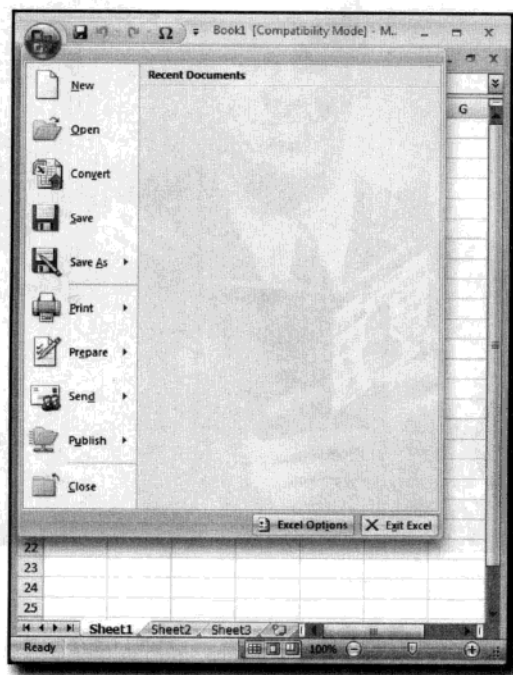 Book1 [Compatibility Mode] - M..
New
Recent Documents
Open
Convert
Save
Save As
Print
Prepare
Send
Publish
Close
Excel Options
Exit Excel
G
22
23
24
25
Sheet1 Sheet2 Sheet3
Ready 100%